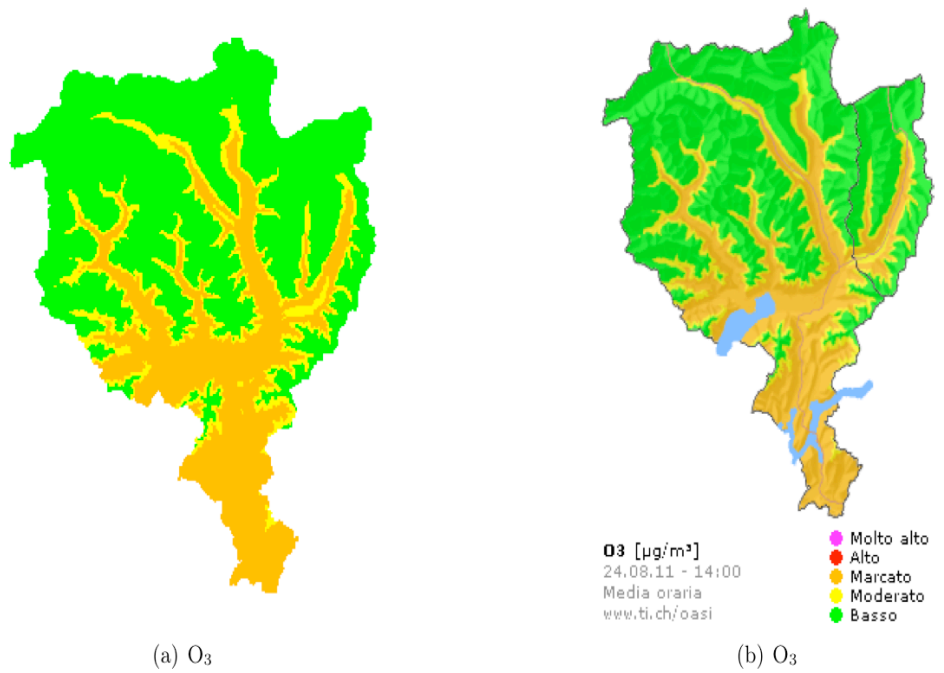 O3 [µg/m³]
24.08.11 - 14:00
Media oraria
www.ti.ch/oasi
Molto alto
Alto
Marcato
Moderato
Basso
(a) O₃
(b) O₃